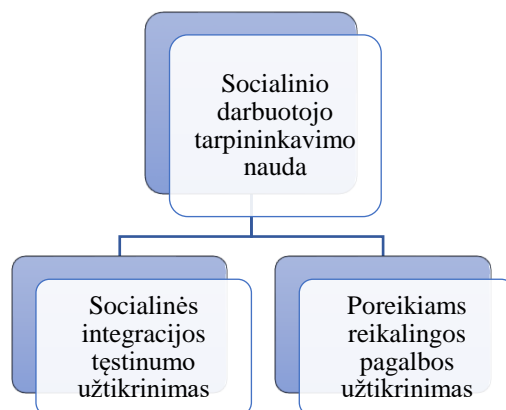 Socialinio
darbuotojo
tarpininkavimo
nauda
Socialinės
integracijos
tęstinumo
užtikrinimas
Poreikiams
reikalingos
pagalbos
užtikrinimas